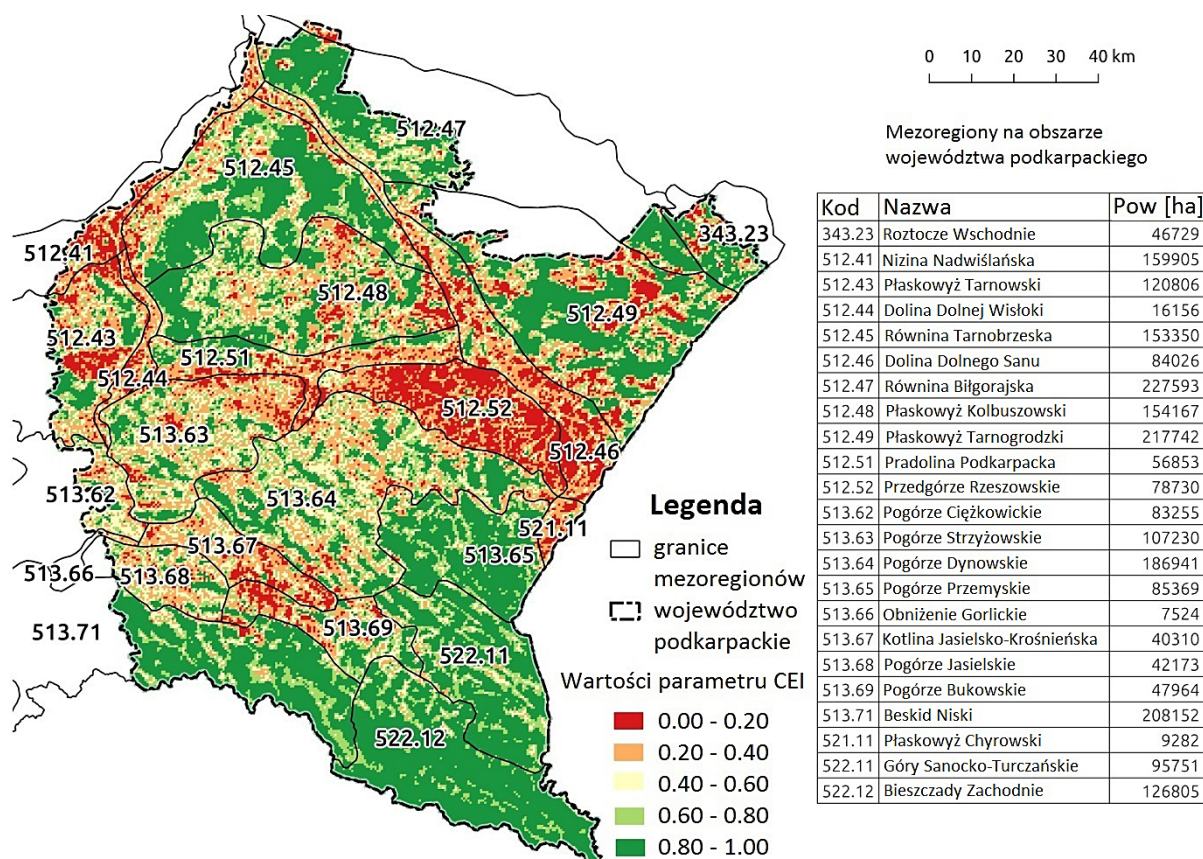 0 10 20 30 40 km
Mezoregiony na obszarze
województwa podkarpackiego
Kod Nazwa Pow [ha]
343.23 Roztocze Wschodnie 46729
512.41 Nizina Nadwiślańska 159905
512.43 Płaskowyż Tarnowski 120806
512.44 Dolina Dolnej Wisłoki 16156
512.45 Równina Tarnobrzeska 153350
512.46 Dolina Dolnego Sanu 84026
512.47 Równina Biłgorajska 227593
512.48 Płaskowyż Kolbuszowski 154167
512.49 Płaskowyż Tarnogrodzki 217742
512.51 Pradolina Podkarpacka 56853
512.52 Przedgórze Rzeszowskie 78730
513.62 Pogórze Ciężkowickie 83255
513.63 Pogórze Strzyżowskie 107230
513.64 Pogórze Dynowskie 186941
513.65 Pogórze Przemyskie 85369
513.66 Obniżenie Gorlickie 7524
513.67 Kotlina Jasielsko-Krośnieńska 40310
513.68 Pogórze Jasielskie 42173
513.69 Pogórze Bukowskie 47964
513.71 Beskid Niski 208152
521.11 Płaskowyż Chyrowski 9282
522.11 Góry Sanocko-Turczańskie 95751
522.12 Bieszczady Zachodnie 126805
512.47
512.45
343.23
512.41
512.48
512.49
512.43
512.51
512.44
512.52
513.63
512.46
513.62
513.64
521.11
513.65
513.67
513.66
513.68
513.71
513.69
522.11
522.12
Legenda
granice
mezoregionów
województwo
podkarpackie
Wartości parametru CEI
0.00 - 0.20
0.20 - 0.40
0.40 - 0.60
0.60 - 0.80
0.80 - 1.00